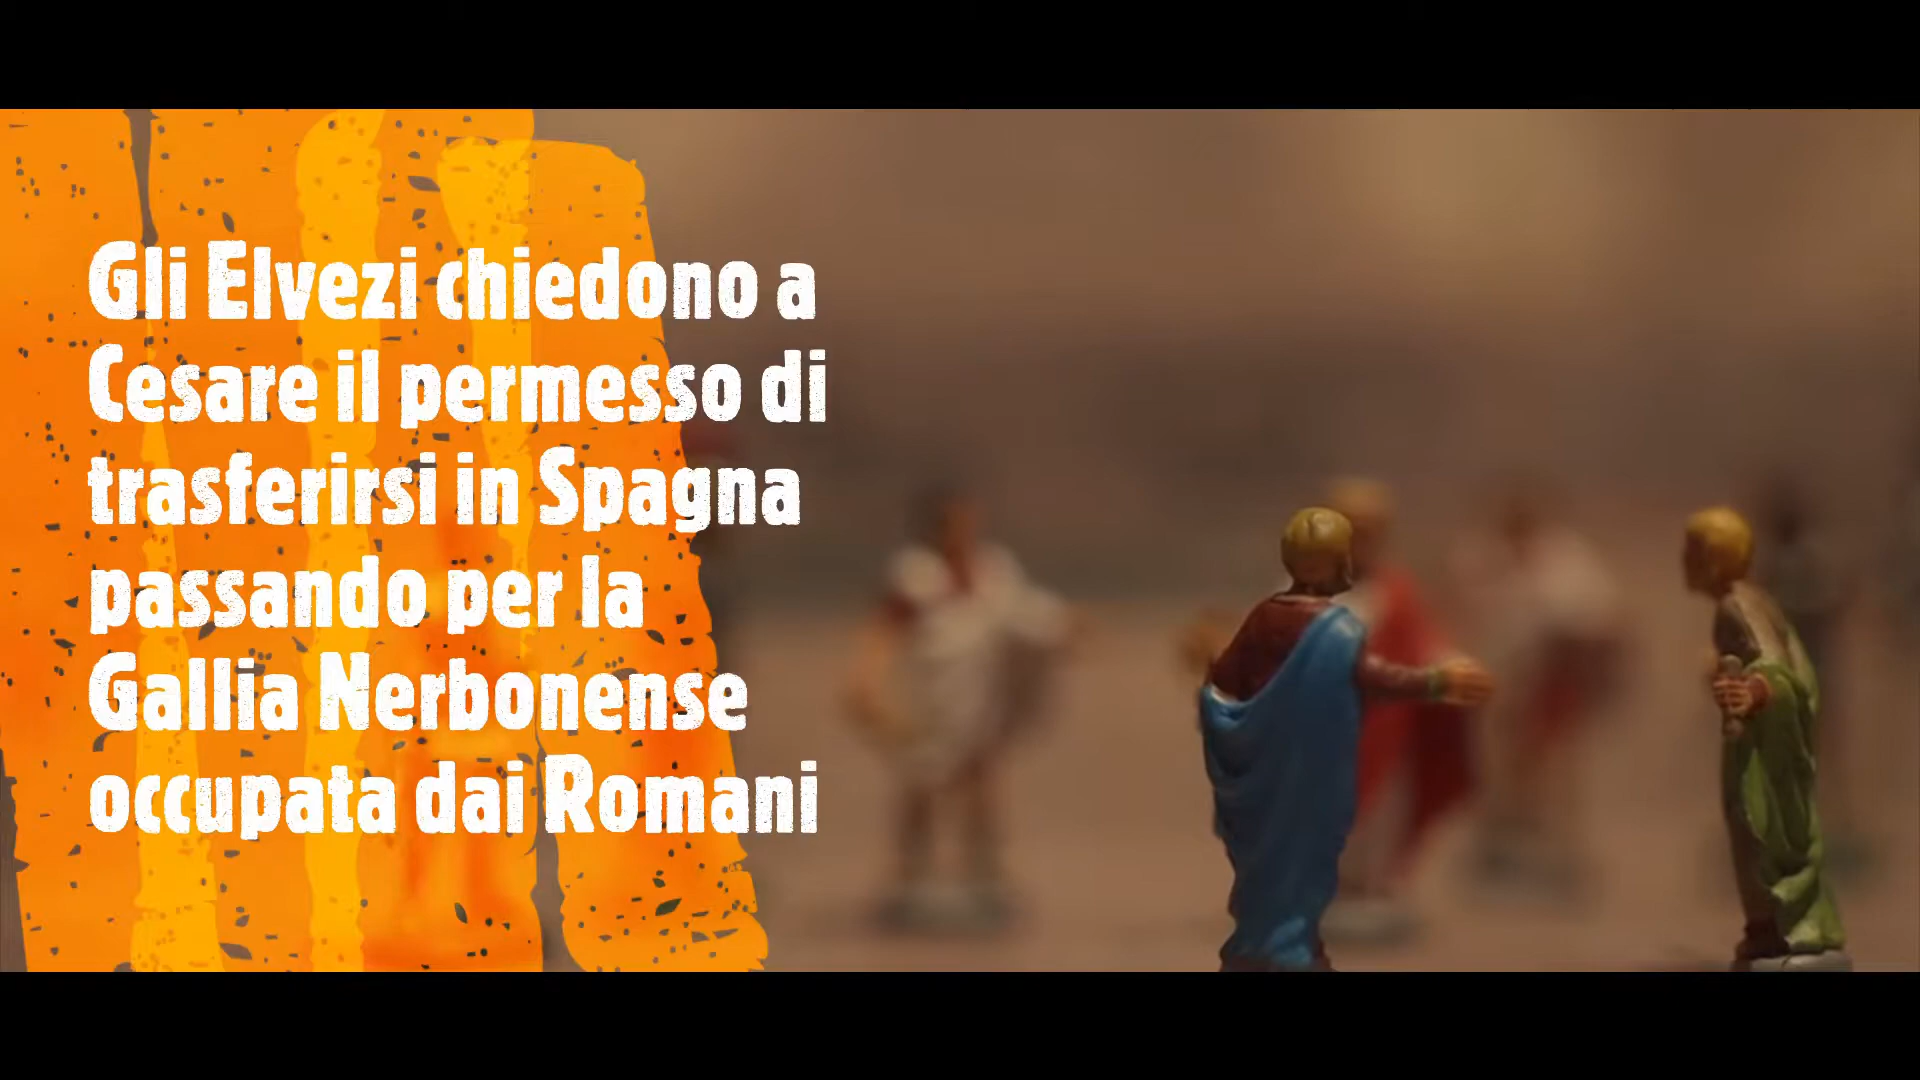 Gli Elvezi chiedono a
Cesare il permesso di
trasferirsi in Spagna
passando per la
Gallia Nerbonense
occupata dai Romani